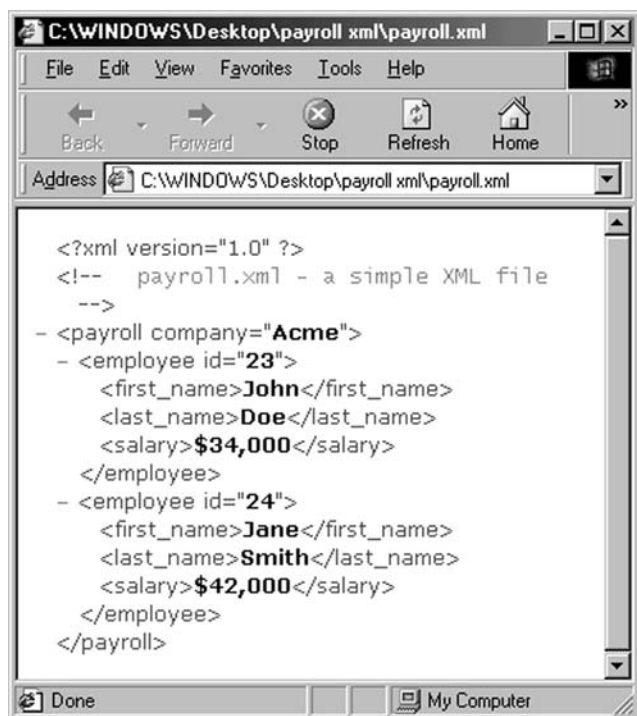 C:\WINDOWS\Desktop\payroll xml\payroll.xml
File Edit View Favorites Tools Help
Back Forward Stop Refresh Home »
Address C:\WINDOWS\Desktop\payroll xml\payroll.xml
<?xml version="1.0" ?>
<!-- payroll.xml - a simple XML file
-->
- <payroll company="Acme">
- <employee id="23">
<first_name>John</first_name>
<last_name>Doe</last_name>
<salary>$34,000</salary>
</employee>
- <employee id="24">
<first_name>Jane</first_name>
<last_name>Smith</last_name>
<salary>$42,000</salary>
</employee>
</payroll>
Done My Computer